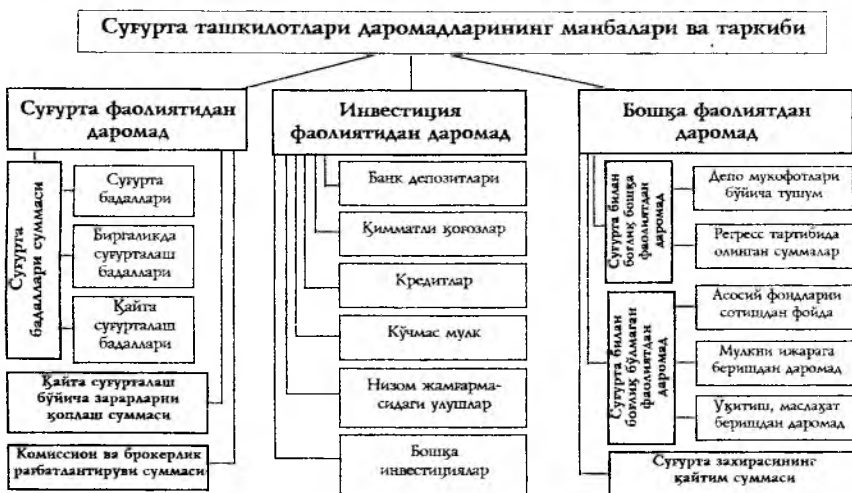 Суғурта ташкилотлари даромадларининг манбалари ва таркиби
Суғурта фаолиятидан
даромад
Суғурта
бадаллари суммаси
Суғурта
бадаллари
Биргаликда
суғурталаш
бадаллари
Қайта
суғурталаш
бадаллари
Қайта суғурталаш
бўйича зарарларни
қоплаш суммаси
Комиссион ва брокерлик
рағбатлантируви суммаси
Инвестиция
фаолиятидан даромад
Банк депозитлари
Қимматли қоғозлар
Кредитлар
Кўчмас мулк
Низом жамғарма-
сидаги улушлар
Бошқа
инвестициялар
Бошқа фаолиятдан
даромад
Суғурта билан
боғлиқ бошқа
фаолиятдан
даромад
Депо мукофотлари
бўйича тушум
Регресс тартибида
олинган суммалар
Суғурта билан
боғлиқ бўлмаган
фаолиятдан
даромад
Асосий фондларни
сотишдан фойда
Мулкни ижарага
беришдан даромад
Ўқитиш, маслаҳат
беришдан даромад
Суғурта захирасининг
қайтим суммаси